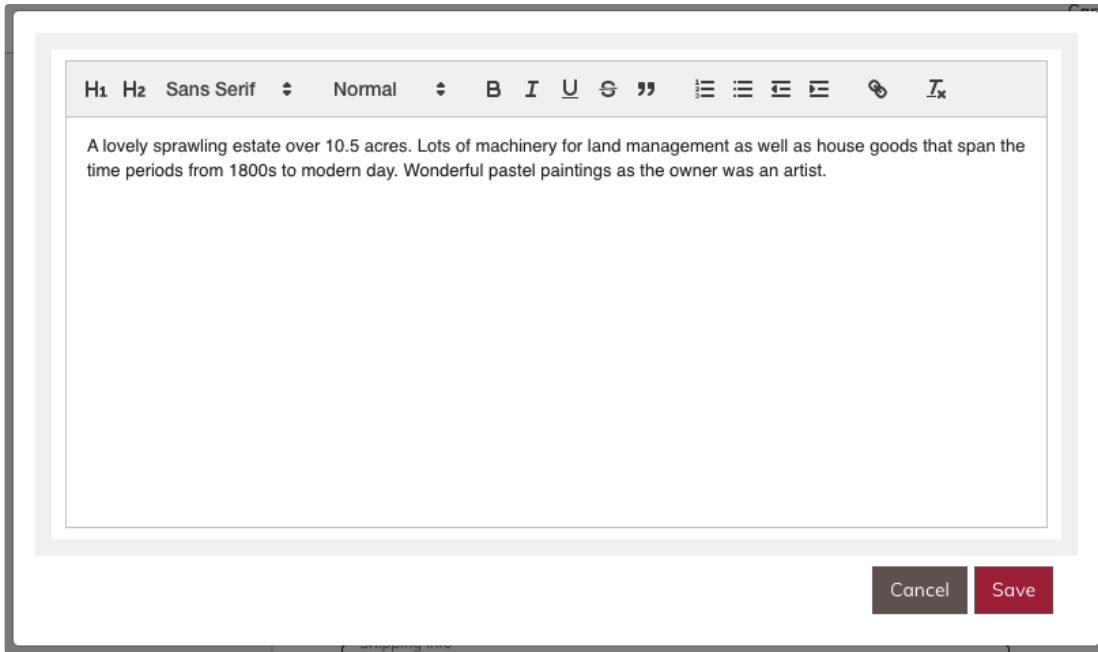 H1 H2 Sans Serif Normal B I U S
A lovely sprawling estate over 10.5 acres. Lots of machinery for land management as well as house goods that span the
time periods from 1800s to modern day. Wonderful pastel paintings as the owner was an artist.
Cancel Save